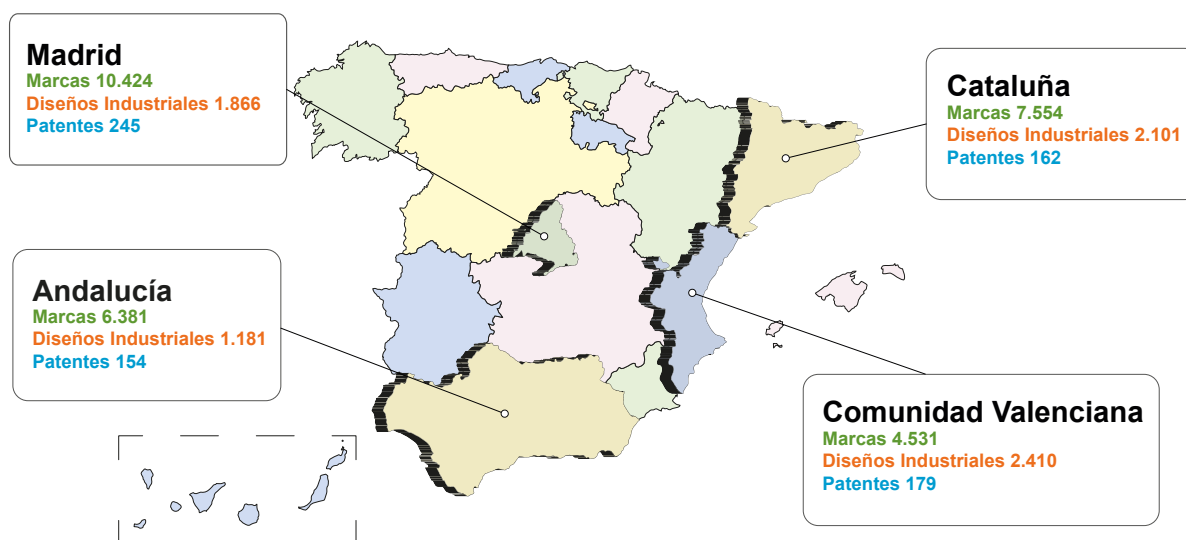 Madrid
Marcas 10.424
Diseños Industriales 1.866
Patentes 245
Cataluña
Marcas 7.554
Diseños Industriales 2.101
Patentes 162
Andalucía
Marcas 6.381
Diseños Industriales 1.181
Patentes 154
Comunidad Valenciana
Marcas 4.531
Diseños Industriales 2.410
Patentes 179